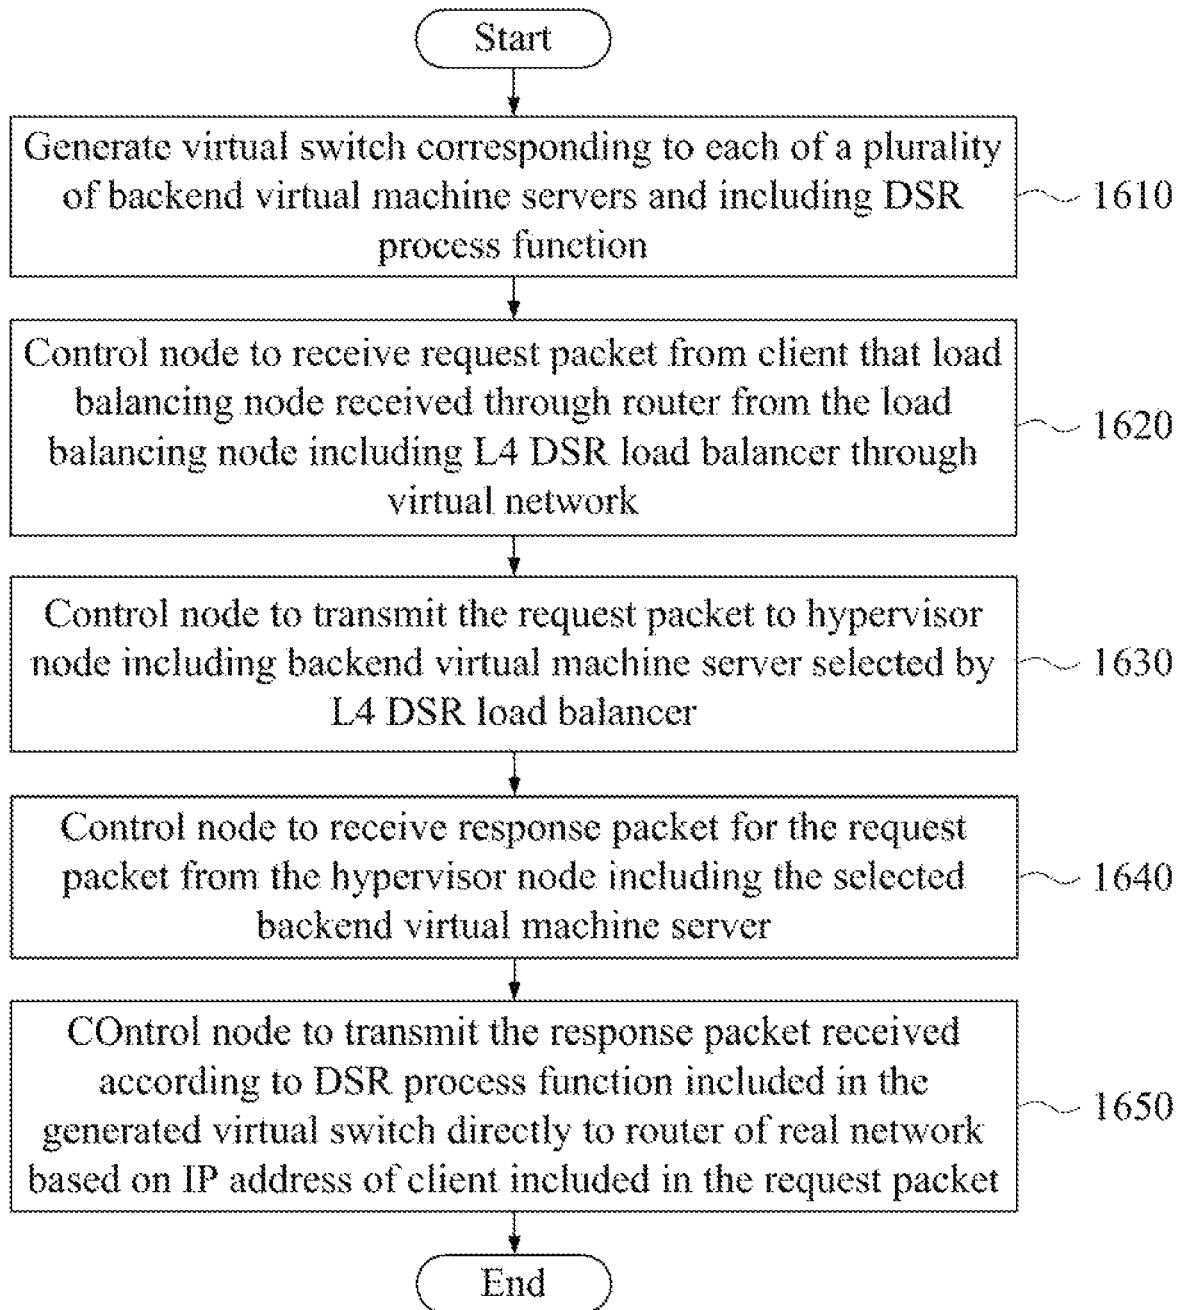 Start
Generate virtual switch corresponding to each of a plurality
of backend virtual machine servers and including DSR
process function
1610
Control node to receive request packet from client that load
balancing node received through router from the load
balancing node including L4 DSR load balancer through
virtual network
1620
Control node to transmit the request packet to hypervisor
node including backend virtual machine server selected by
L4 DSR load balancer
1630
Control node to receive response packet for the request
packet from the hypervisor node including the selected
backend virtual machine server
1640
COntrol node to transmit the response packet received
according to DSR process function included in the
generated virtual switch directly to router of real network
based on IP address of client included in the request packet
1650
End